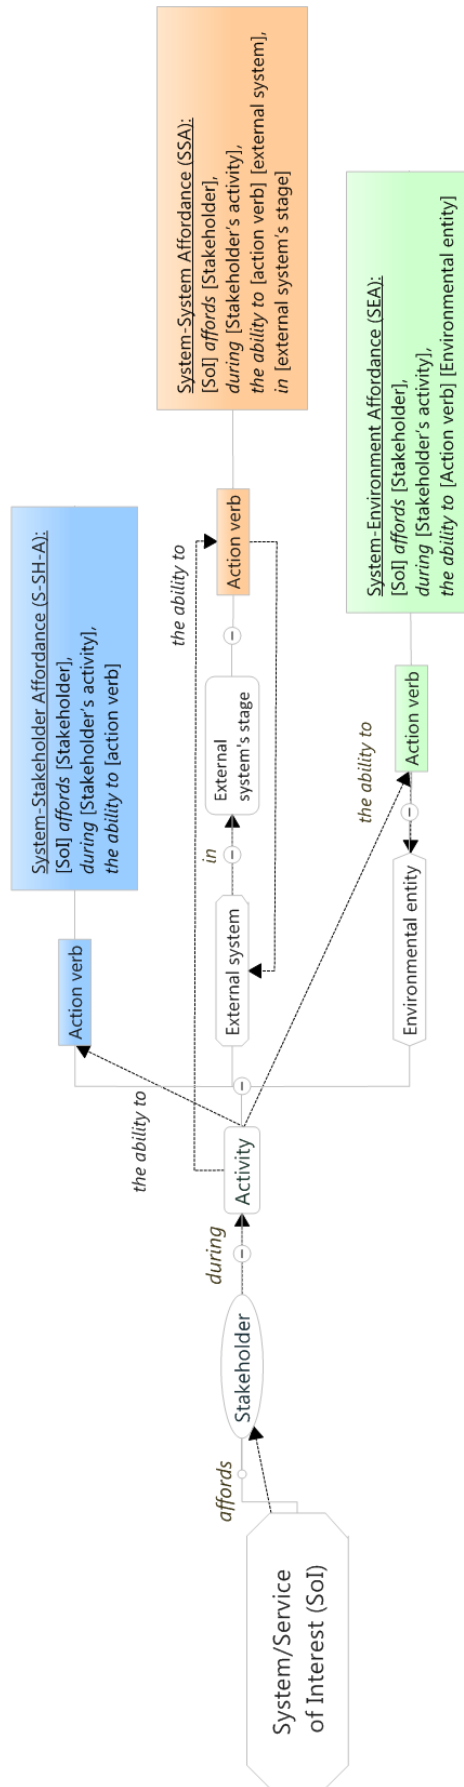 System/Service
of Interest (SoI)
affords
Stakeholder
during
Activity
the ability to
Action verb
System-Stakeholder Affordance (S-SH-A):
[SoI] affords [Stakeholder],
during [Stakeholder's activity],
the ability to [action verb]
External system
in
External
system's stage
the ability to
Action verb
System-System Affordance (SSA):
[SoI] affords [Stakeholder],
during [Stakeholder's activity],
the ability to [action verb] [external system],
in [external system's stage]
Environmental entity
the ability to
Action verb
System-Environment Affordance (SEA):
[SoI] affords [Stakeholder],
during [Stakeholder's activity],
the ability to [Action verb] [Environmental entity]